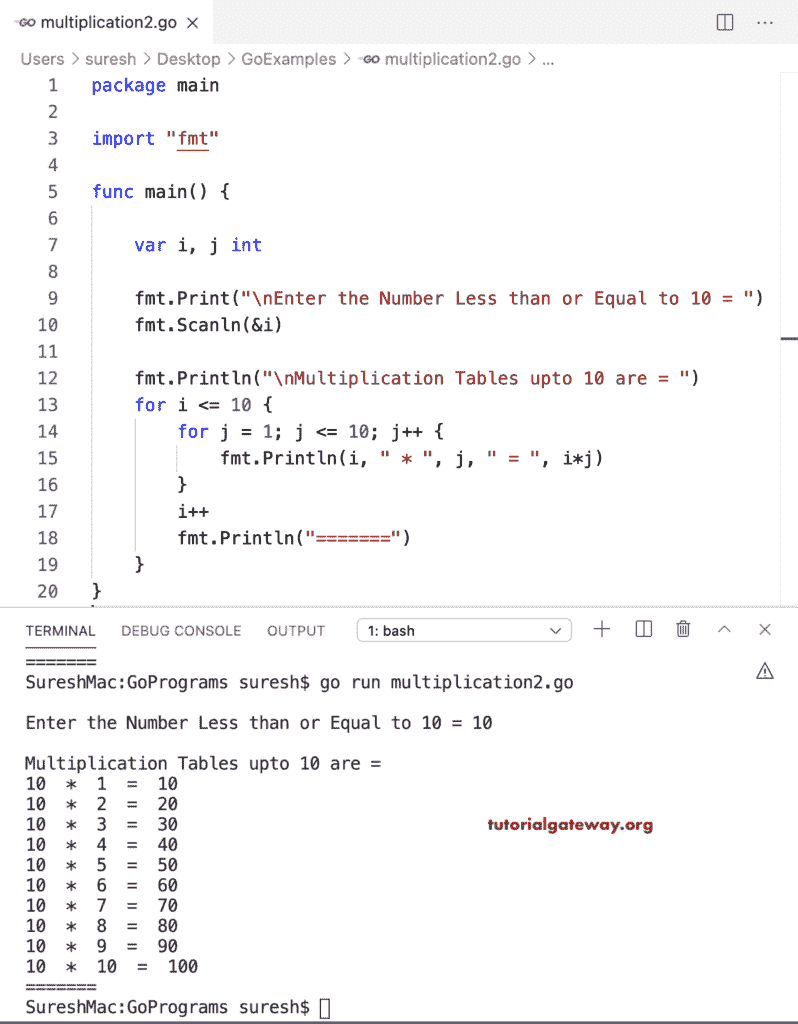 GO multiplication2.go ×
Users > suresh > Desktop > GoExamples > GO multiplication2.go > ...
1 package main
2
3 import "fmt"
4
5 func main() {
6
7     var i, j int
8
9     fmt.Print("\nEnter the Number Less than or Equal to 10 = ")
10     fmt.Scanln(&i)
11
12     fmt.Println("\nMultiplication Tables upto 10 are = ")
13     for i <= 10 {
14         for j = 1; j <= 10; j++ {
15             fmt.Println(i, " * ", j, " = ", i*j)
16         }
17         i++
18         fmt.Println("=======")
19     }
20 }
TERMINAL DEBUG CONSOLE OUTPUT 1: bash
=======
SureshMac:GoPrograms suresh$ go run multiplication2.go
Enter the Number Less than or Equal to 10 = 10
Multiplication Tables upto 10 are =
10  *  1  =  10
10  *  2  =  20
10  *  3  =  30
tutorialgateway.org
10  *  4  =  40
10  *  5  =  50
10  *  6  =  60
10  *  7  =  70
10  *  8  =  80
10  *  9  =  90
10  *  10  =  100
=======
SureshMac:GoPrograms suresh$